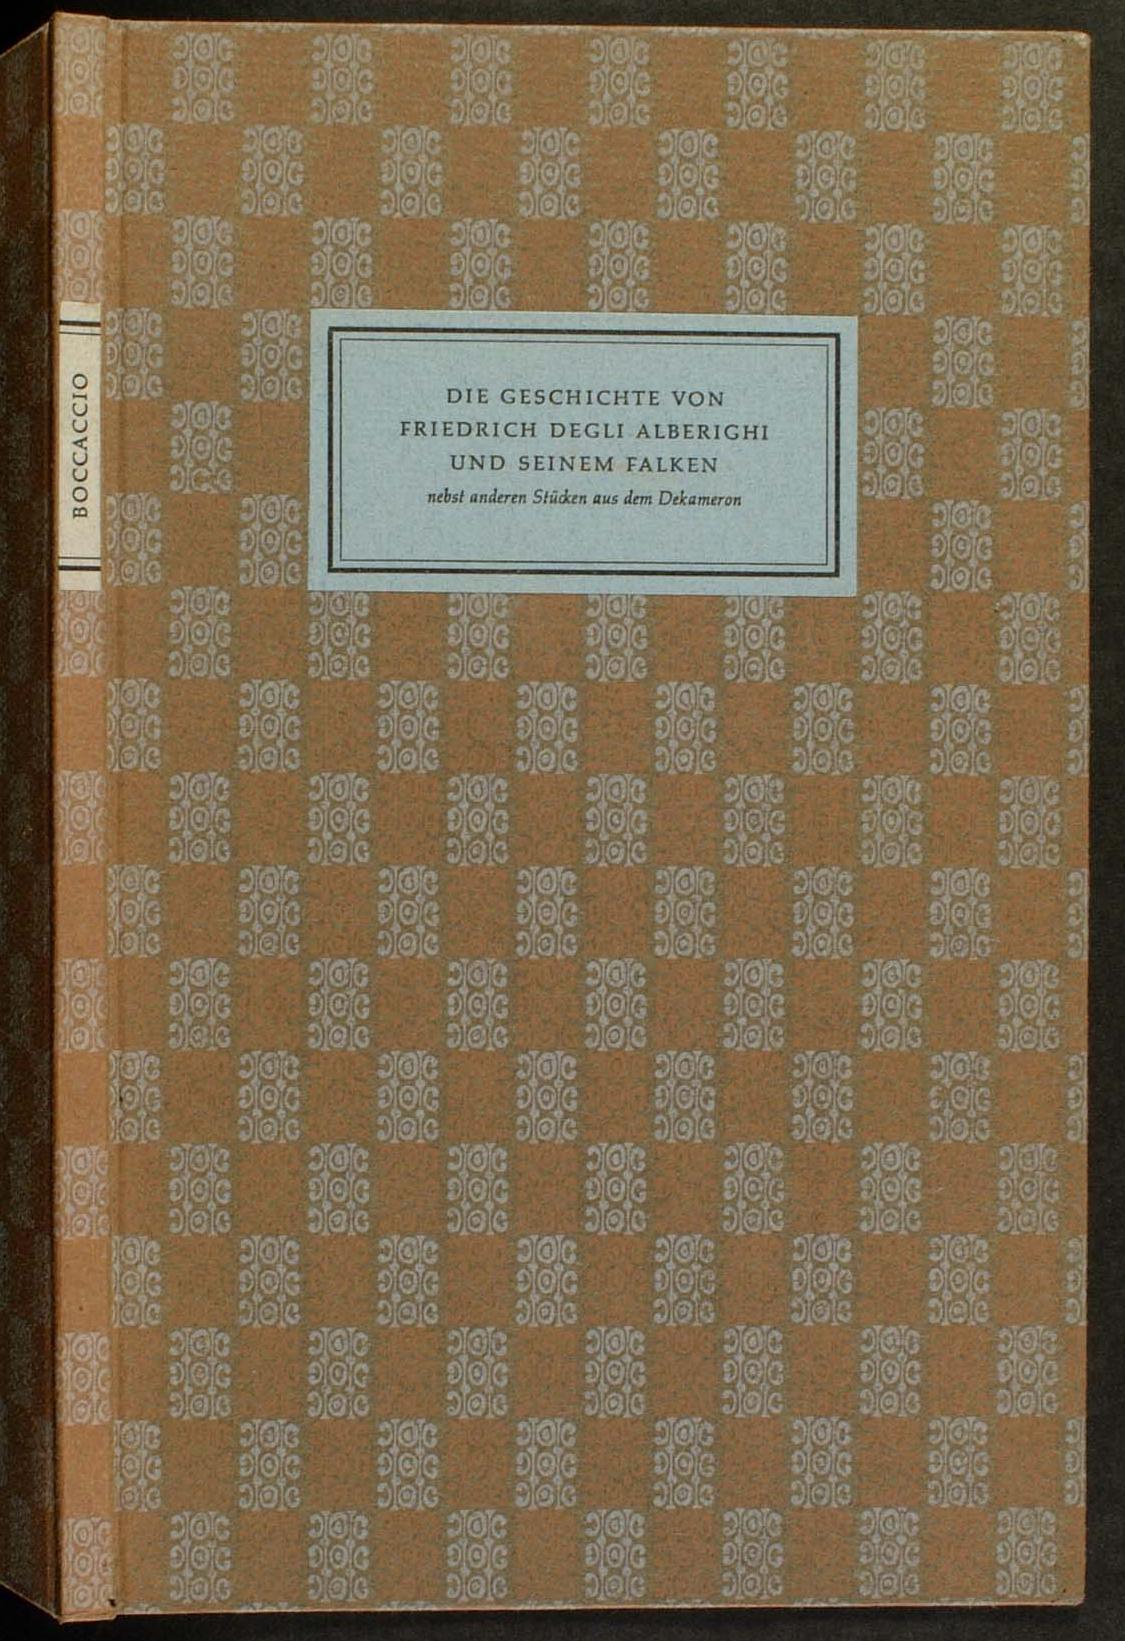 BOCCACCIO
DIE GESCHICHTE VON
FRIEDRICH DEGLI ALBERIGHI
UND SEINEM FALKEN
nebst anderen Stücken aus dem Dekameron